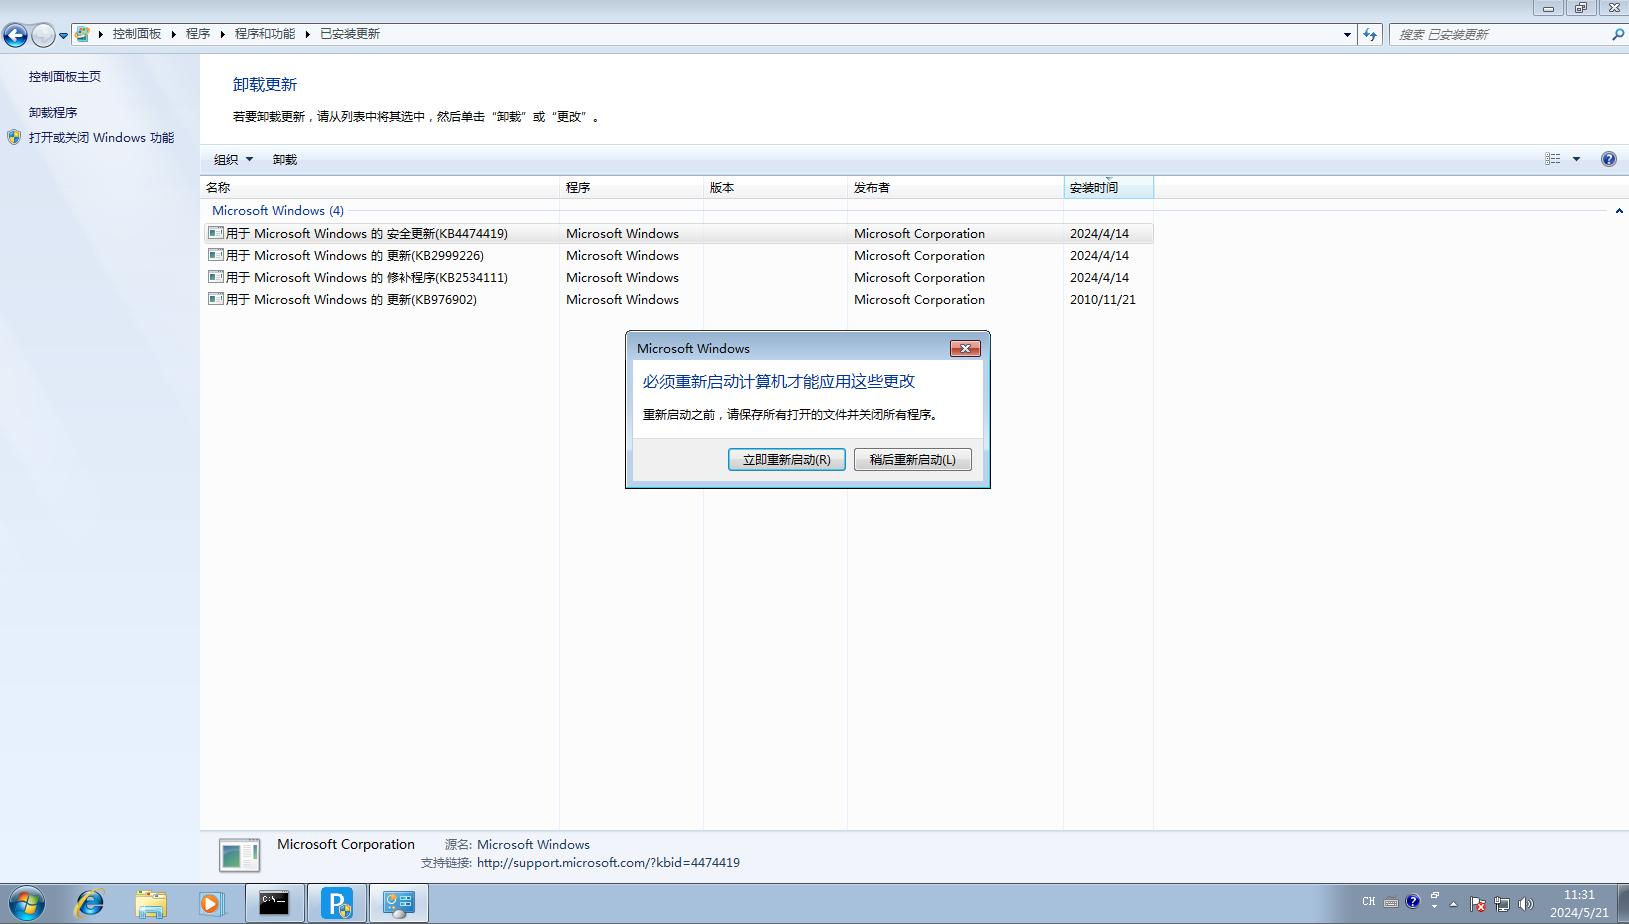 控制面板 程序 程序和功能 已安装更新
搜索 已安装更新
控制面板主页
卸载程序
打开或关闭 Windows 功能
卸载更新
若要卸载更新，请从列表中将其选中，然后单击“卸载”或“更改”。
组织 卸载
名称 程序 版本 发布者 安装时间
Microsoft Windows (4)
用于 Microsoft Windows 的 安全更新(KB4474419) Microsoft Windows Microsoft Corporation 2024/4/14
用于 Microsoft Windows 的 更新(KB2999226) Microsoft Windows Microsoft Corporation 2024/4/14
用于 Microsoft Windows 的 修补程序(KB2534111) Microsoft Windows Microsoft Corporation 2024/4/14
用于 Microsoft Windows 的 更新(KB976902) Microsoft Windows Microsoft Corporation 2010/11/21
Microsoft Windows
必须重新启动计算机才能应用这些更改
重新启动之前，请保存所有打开的文件并关闭所有程序。
立即重新启动(R) 稍后重新启动(L)
Microsoft Corporation 源名: Microsoft Windows
支持链接: http://support.microsoft.com/?kbid=4474419
C:\_
P
CH
11:31
2024/5/21